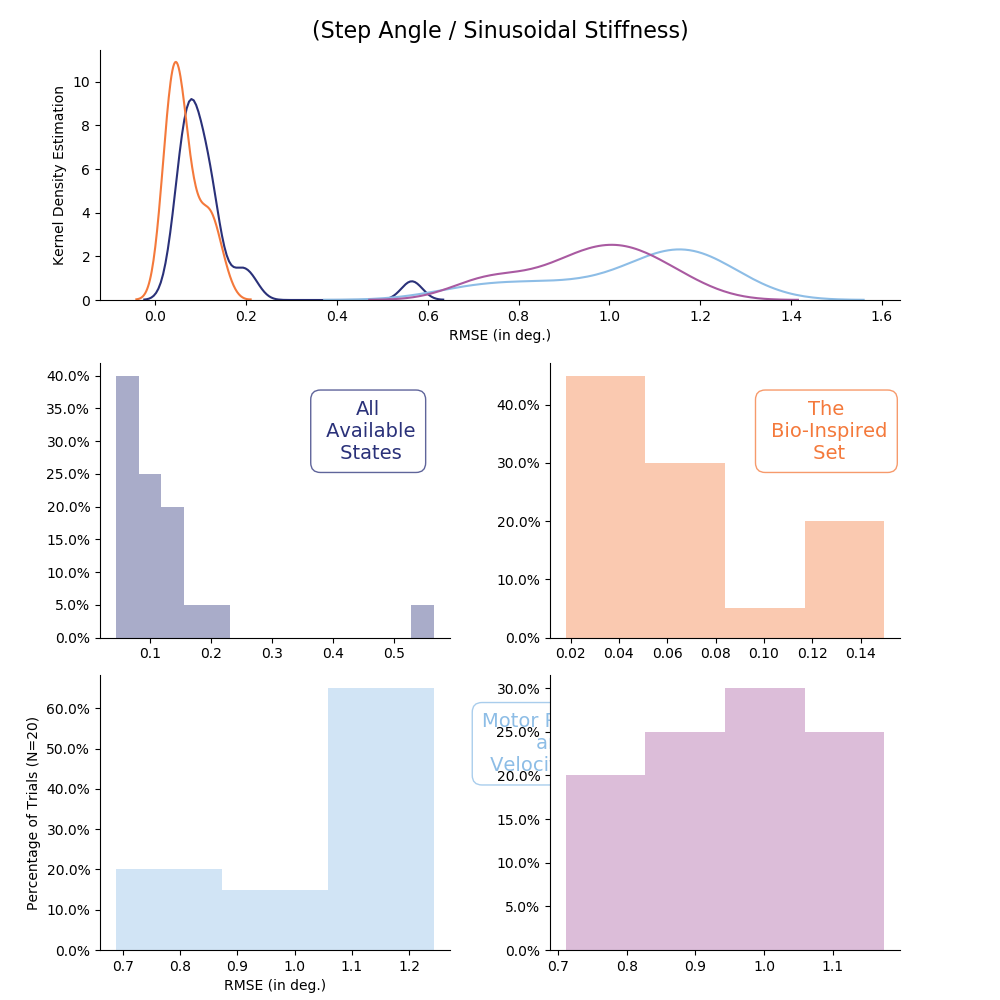 (Step Angle / Sinusoidal Stiffness)
Kernel Density Estimation
10
8
6
4
2
0
0.0 0.2 0.4 0.6 0.8 1.0 1.2 1.4 1.6
RMSE (in deg.)
40.0%
35.0%
30.0%
25.0%
20.0%
15.0%
10.0%
5.0%
0.0%
All
Available
States
0.1 0.2 0.3 0.4 0.5
40.0%
30.0%
20.0%
10.0%
0.0%
The
Bio-Inspired
Set
0.02 0.04 0.06 0.08 0.10 0.12 0.14
Percentage of Trials (N=20)
60.0%
50.0%
40.0%
30.0%
20.0%
10.0%
0.0%
0.7 0.8 0.9 1.0 1.1 1.2
RMSE (in deg.)
Motor
30.0%
25.0%
20.0%
15.0%
10.0%
5.0%
0.0%
0.7 0.8 0.9 1.0 1.1